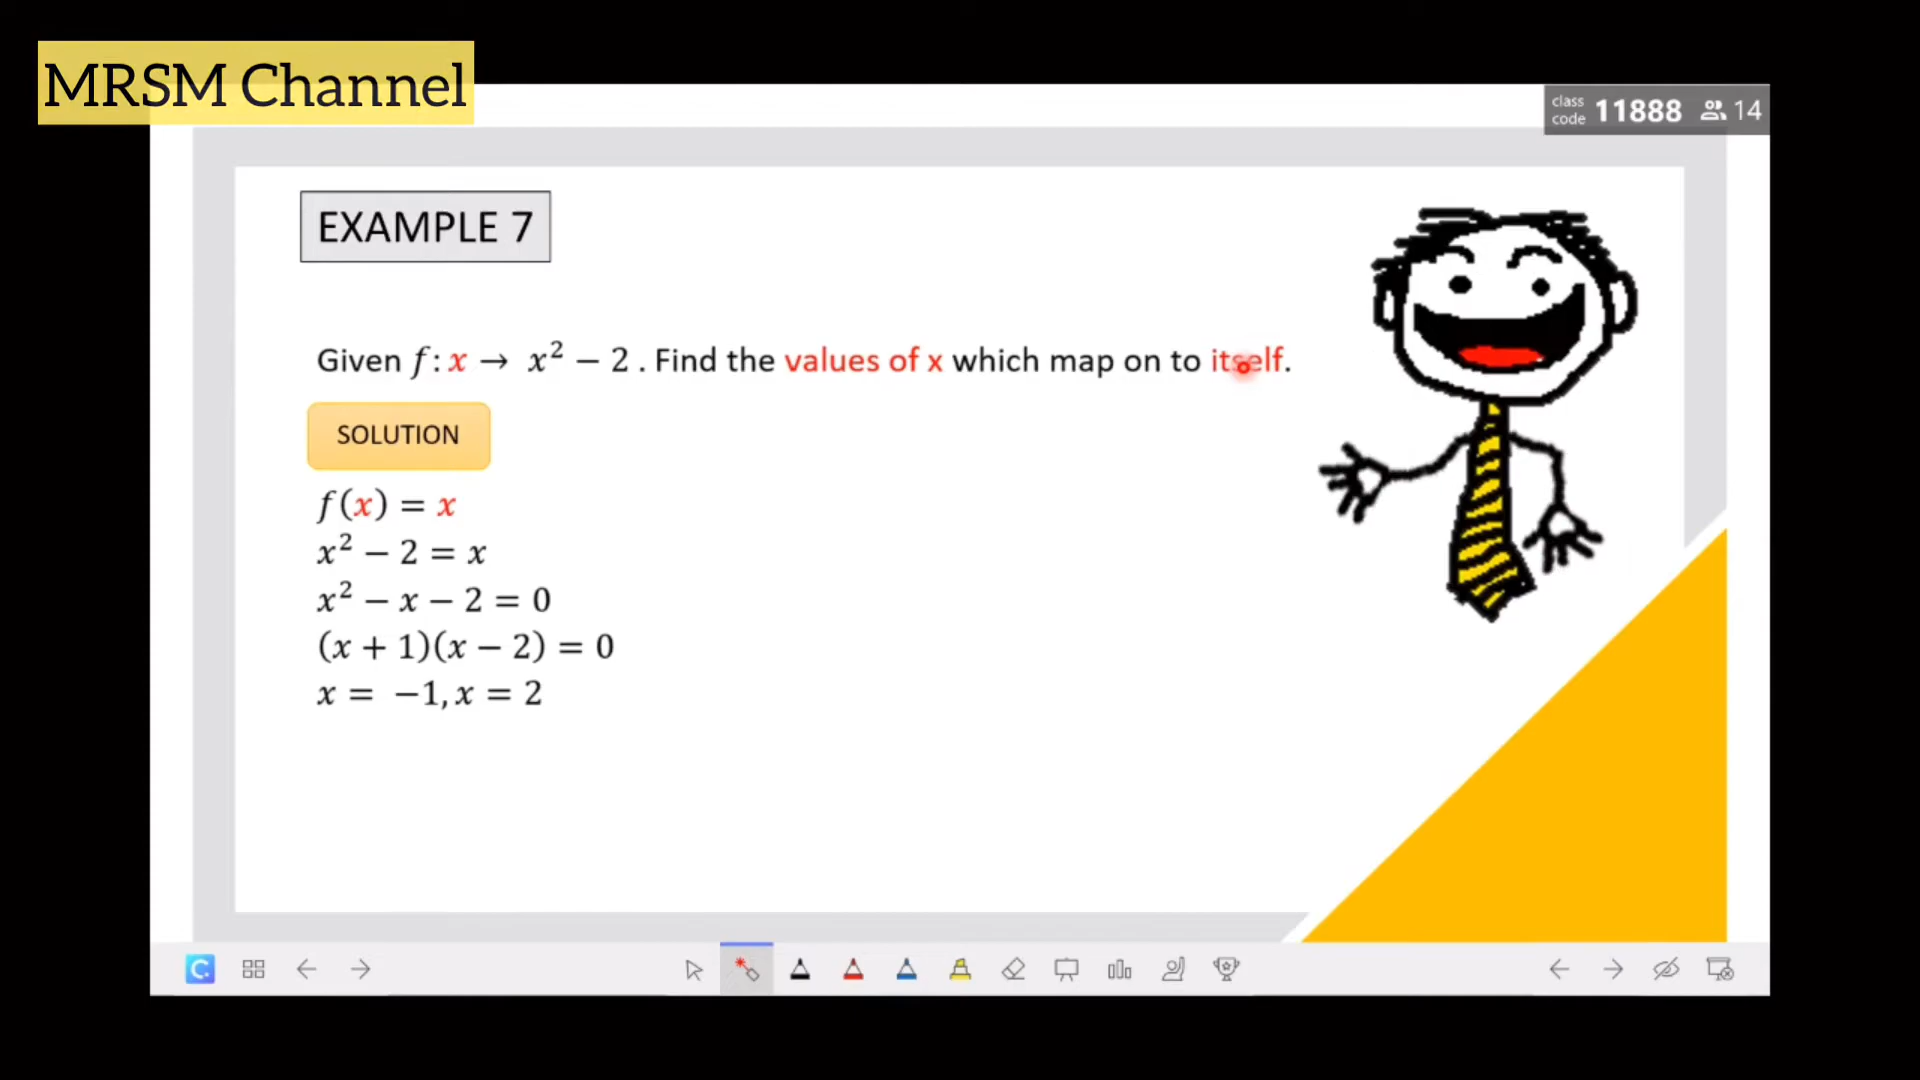 MRSM Channel
class code 11888 14
EXAMPLE 7
Given f: x → x² − 2 . Find the values of x which map on to itself.
SOLUTION
f(x) = x
x² − 2 = x
x² − x − 2 = 0
(x + 1)(x − 2) = 0
x = −1, x = 2
C.